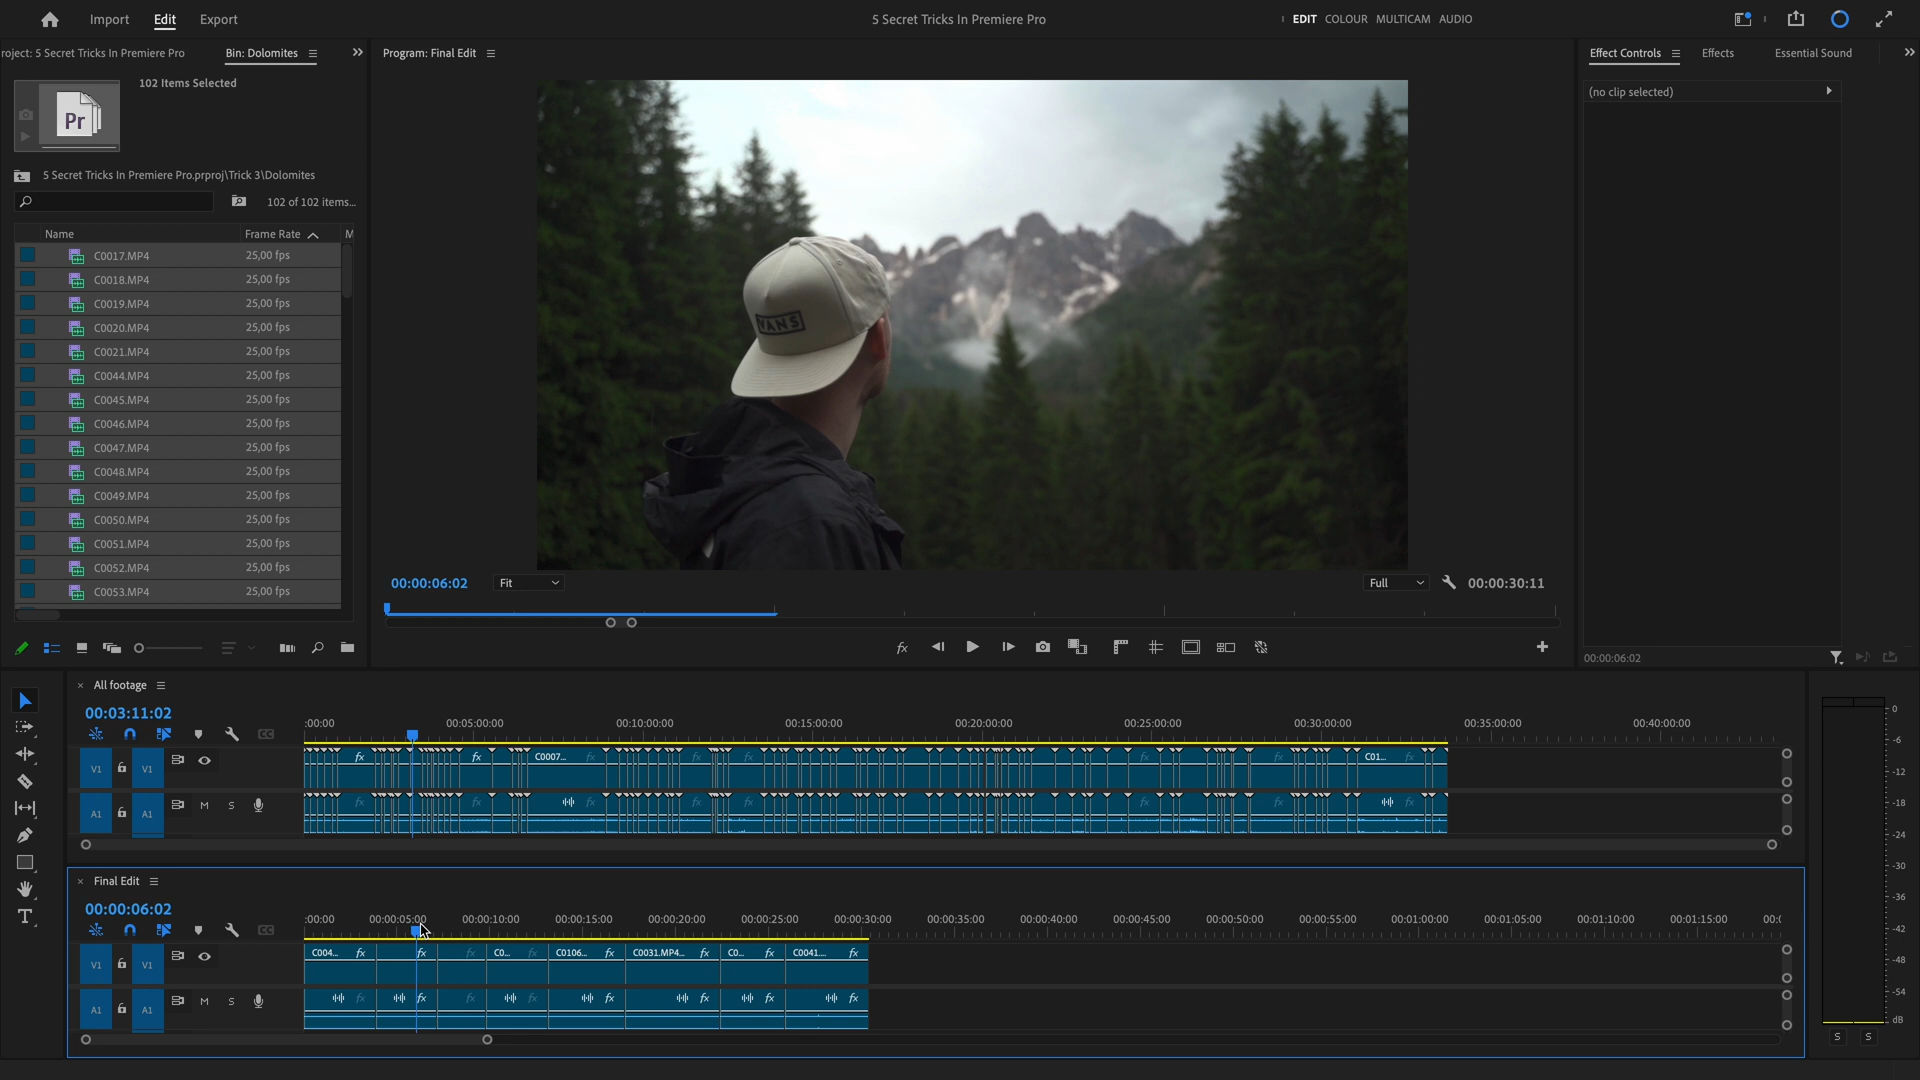 Import Edit Export 5 Secret Tricks In Premiere Pro EDIT COLOUR MULTICAM AUDIO
roject: 5 Secret Tricks In Premiere Pro Bin: Dolomites Program: Final Edit Effect Controls Effects Essential Sound
102 Items Selected
(no clip selected)
Pr
5 Secret Tricks In Premiere Pro.prproj\Trick 3\Dolomites
102 of 102 items...
Name Frame Rate M
C0017.MP4 25,00 fps
C0018.MP4 25,00 fps
C0019.MP4 25,00 fps
C0020.MP4 25,00 fps
C0021.MP4 25,00 fps
C0044.MP4 25,00 fps
C0045.MP4 25,00 fps
C0046.MP4 25,00 fps
C0047.MP4 25,00 fps
C0048.MP4 25,00 fps
C0049.MP4 25,00 fps
C0050.MP4 25,00 fps
C0051.MP4 25,00 fps
C0052.MP4 25,00 fps
C0053.MP4 25,00 fps
VANS
00:00:06:02 Fit Full 00:00:30:11
fx
00:00:06:02
All footage
00:03:11:02
:00:00 00:05:00:00 00:10:00:00 00:15:00:00 00:20:00:00 00:25:00:00 00:30:00:00 00:35:00:00 00:40:00:00
CC
V1 V1 fx fx C0007... fx fx fx fx C01... fx
A1 A1 M S fx fx fx fx fx
Final Edit
00:00:06:02
:00:00 00:00:05:00 00:00:10:00 00:00:15:00 00:00:20:00 00:00:25:00 00:00:30:00 00:00:35:00 00:00:40:00 00:00:45:00 00:00:50:00 00:00:55:00 00:01:00:00 00:01:05:00 00:01:10:00 00:01:15:00 00:0
CC
V1 V1 C004... fx fx fx C0... fx C0106... fx C0031.MP4... fx C0... fx C0041.... fx
A1 A1 M S fx fx fx fx fx fx fx fx
T
0
-6
-12
-18
-24
-30
-36
-42
-48
-54
dB
S S